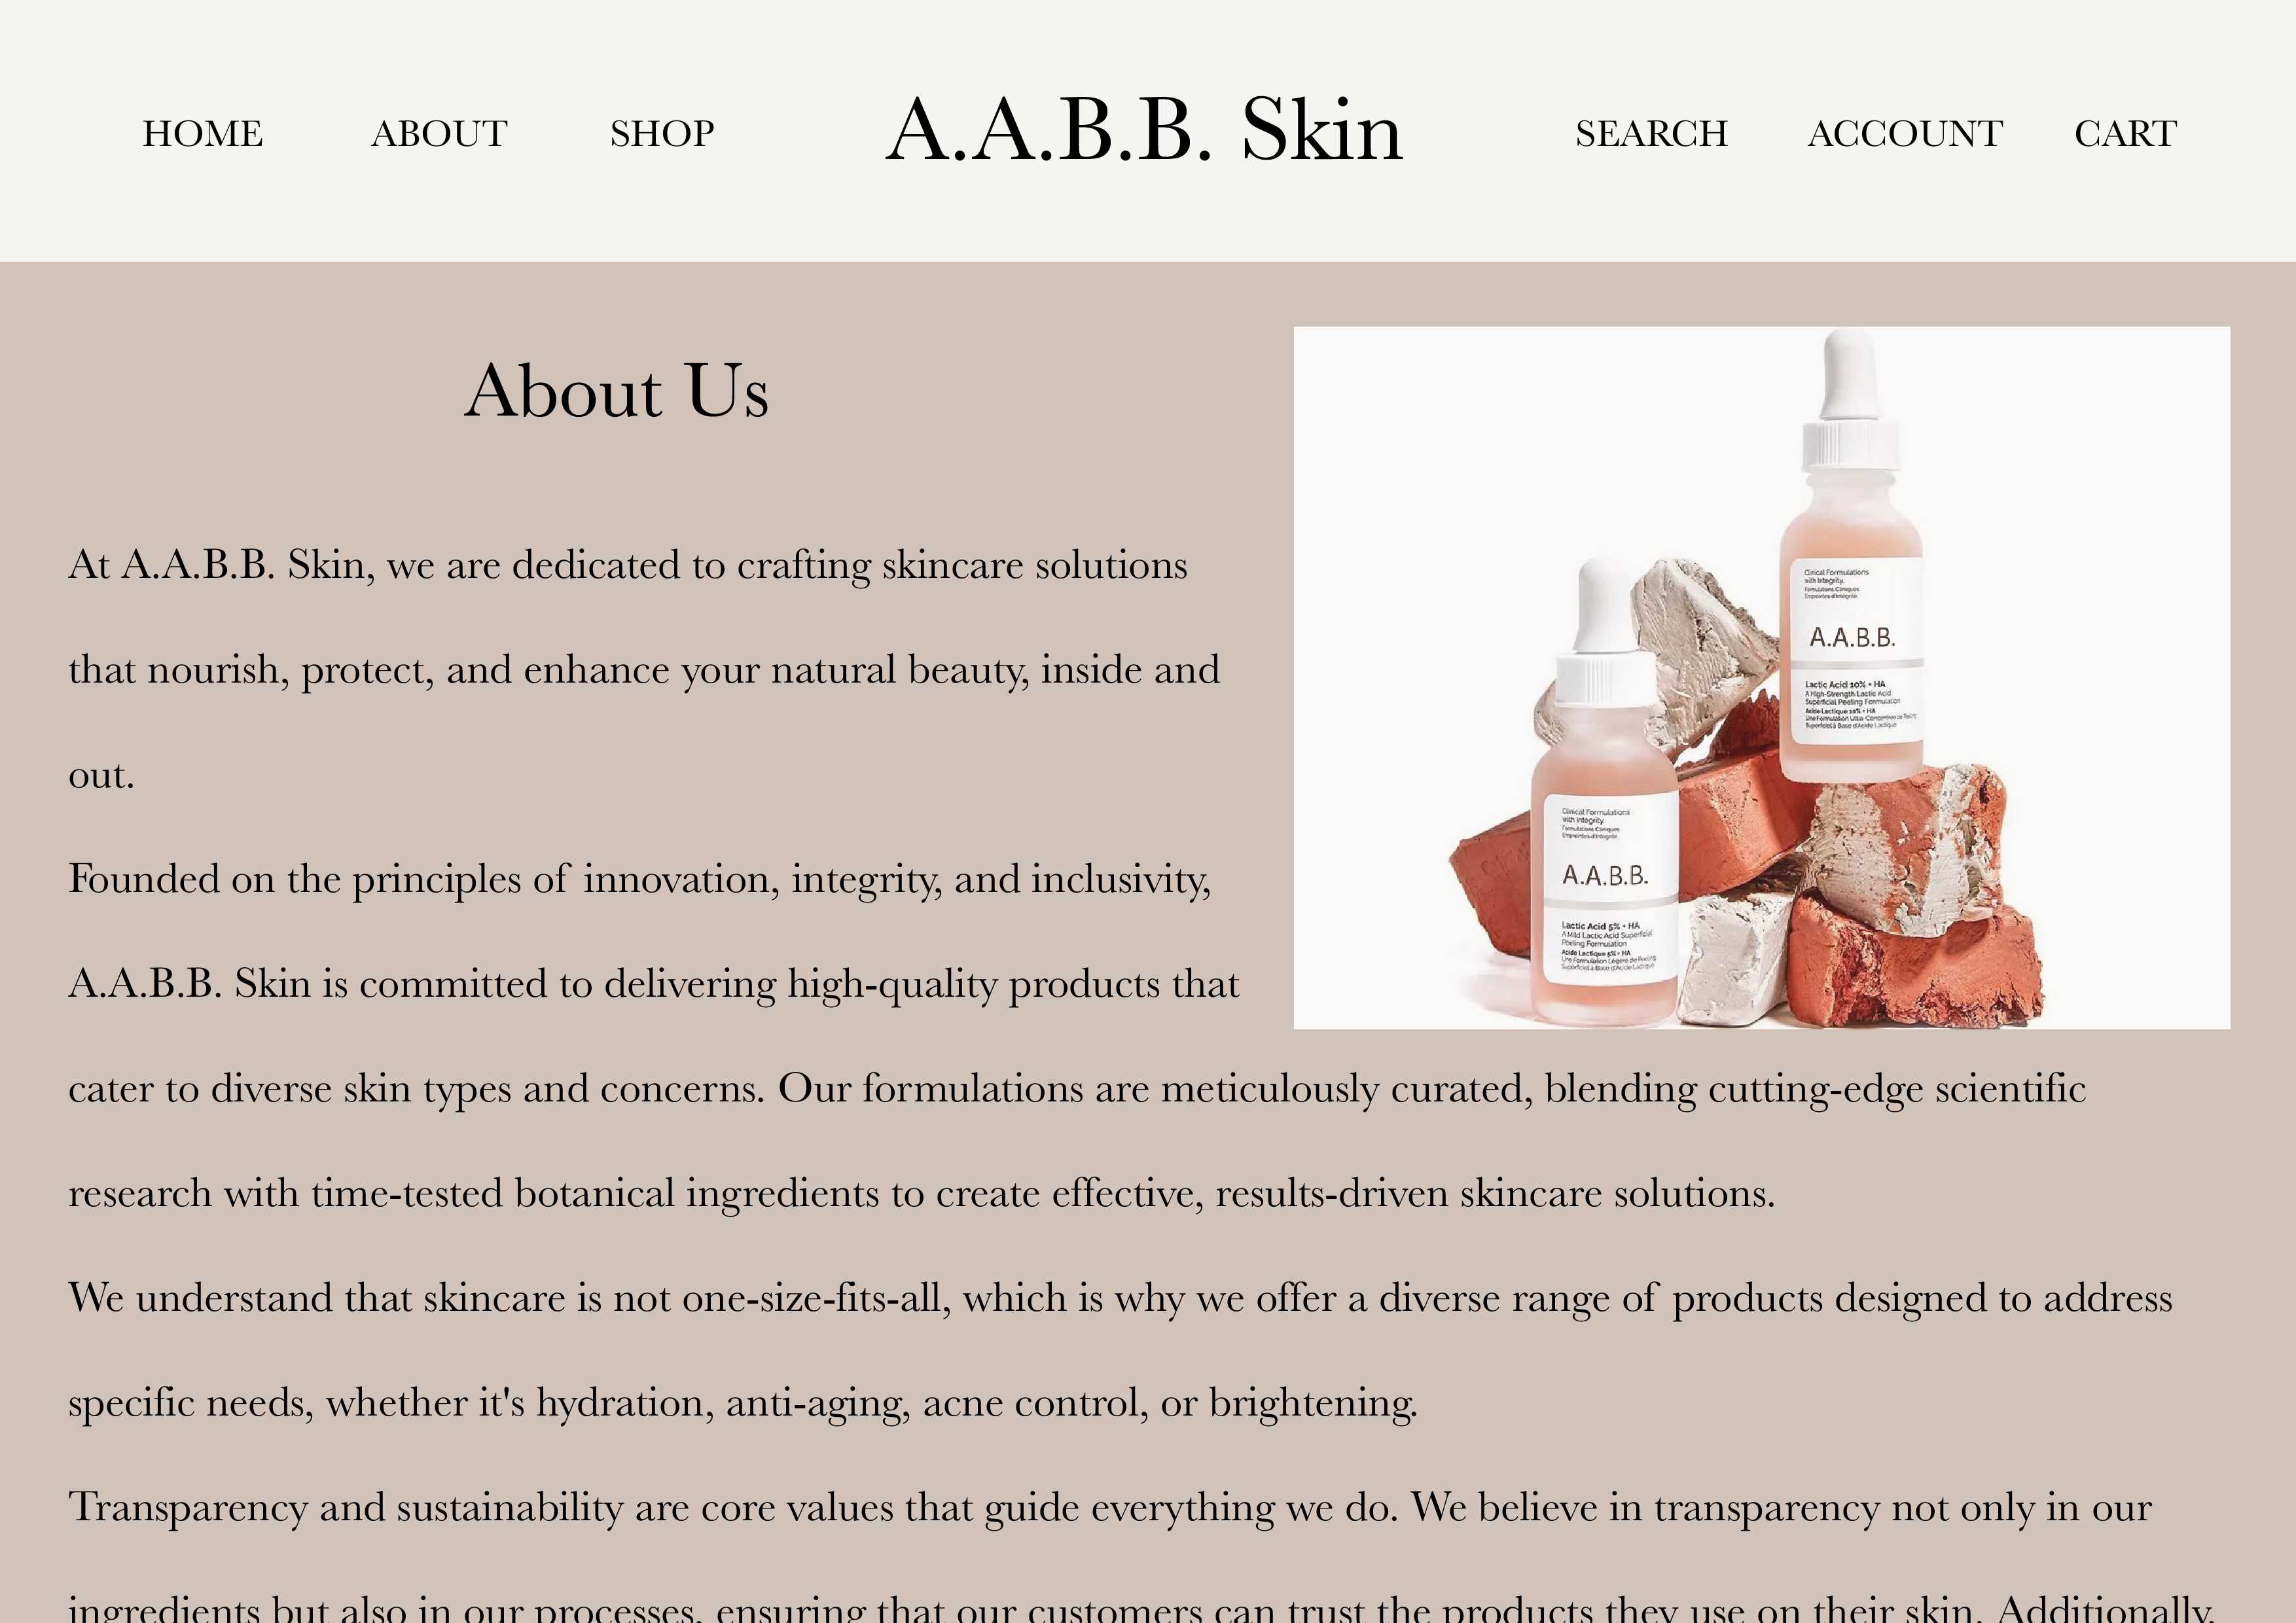 HOME ABOUT SHOP A.A.B.B. Skin SEARCH ACCOUNT CART
About Us
At A.A.B.B. Skin, we are dedicated to crafting skincare solutions
that nourish, protect, and enhance your natural beauty, inside and
out.
Founded on the principles of innovation, integrity, and inclusivity,
A.A.B.B. Skin is committed to delivering high-quality products that
cater to diverse skin types and concerns. Our formulations are meticulously curated, blending cutting-edge scientific
research with time-tested botanical ingredients to create effective, results-driven skincare solutions.
We understand that skincare is not one-size-fits-all, which is why we offer a diverse range of products designed to address
specific needs, whether it's hydration, anti-aging, acne control, or brightening.
Transparency and sustainability are core values that guide everything we do. We believe in transparency not only in our
ingredients but also in our processes, ensuring that our customers can trust the products they use on their skin. Additionally,
Clinical Formulations
with Integrity.
Formulations Cliniques
Empreintes d'Intégrité.
A.A.B.B.
Lactic Acid 10% + HA
A High-Strength Lactic Acid
Superficial Peeling Formulation
Acide Lactique 10% + HA
Une Formulation Ultra-Concentrée de Peeling
Superficiel à Base d'Acide Lactique
Clinical Formulations
with Integrity.
Formulations Cliniques
Empreintes d'Intégrité.
A.A.B.B.
Lactic Acid 5% + HA
A Mild Lactic Acid Superficial
Peeling Formulation
Acide Lactique 5% + HA
Une Formulation Légère de Peeling
Superficiel à Base d'Acide Lactique